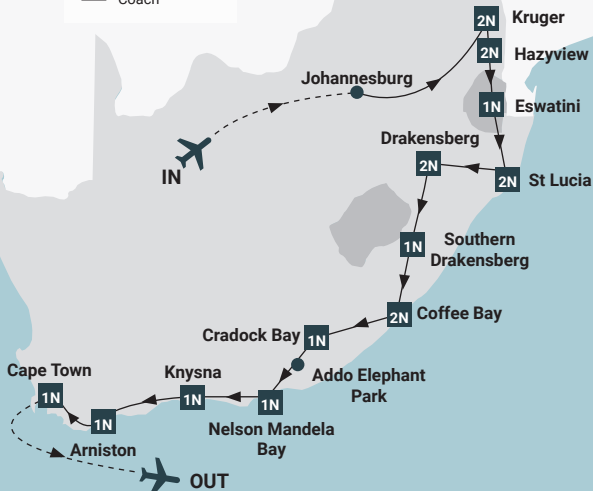 Coach
2N
Kruger
2N
Hazyview
Johannesburg
1N
Eswatini
IN
Drakensberg
2N
2N
St Lucia
1N
Southern
Drakensberg
2N
Coffee Bay
Cradock Bay
1N
Addo Elephant
Park
Cape Town
1N
Knysna
1N
1N
Nelson Mandela
Bay
1N
Arniston
OUT